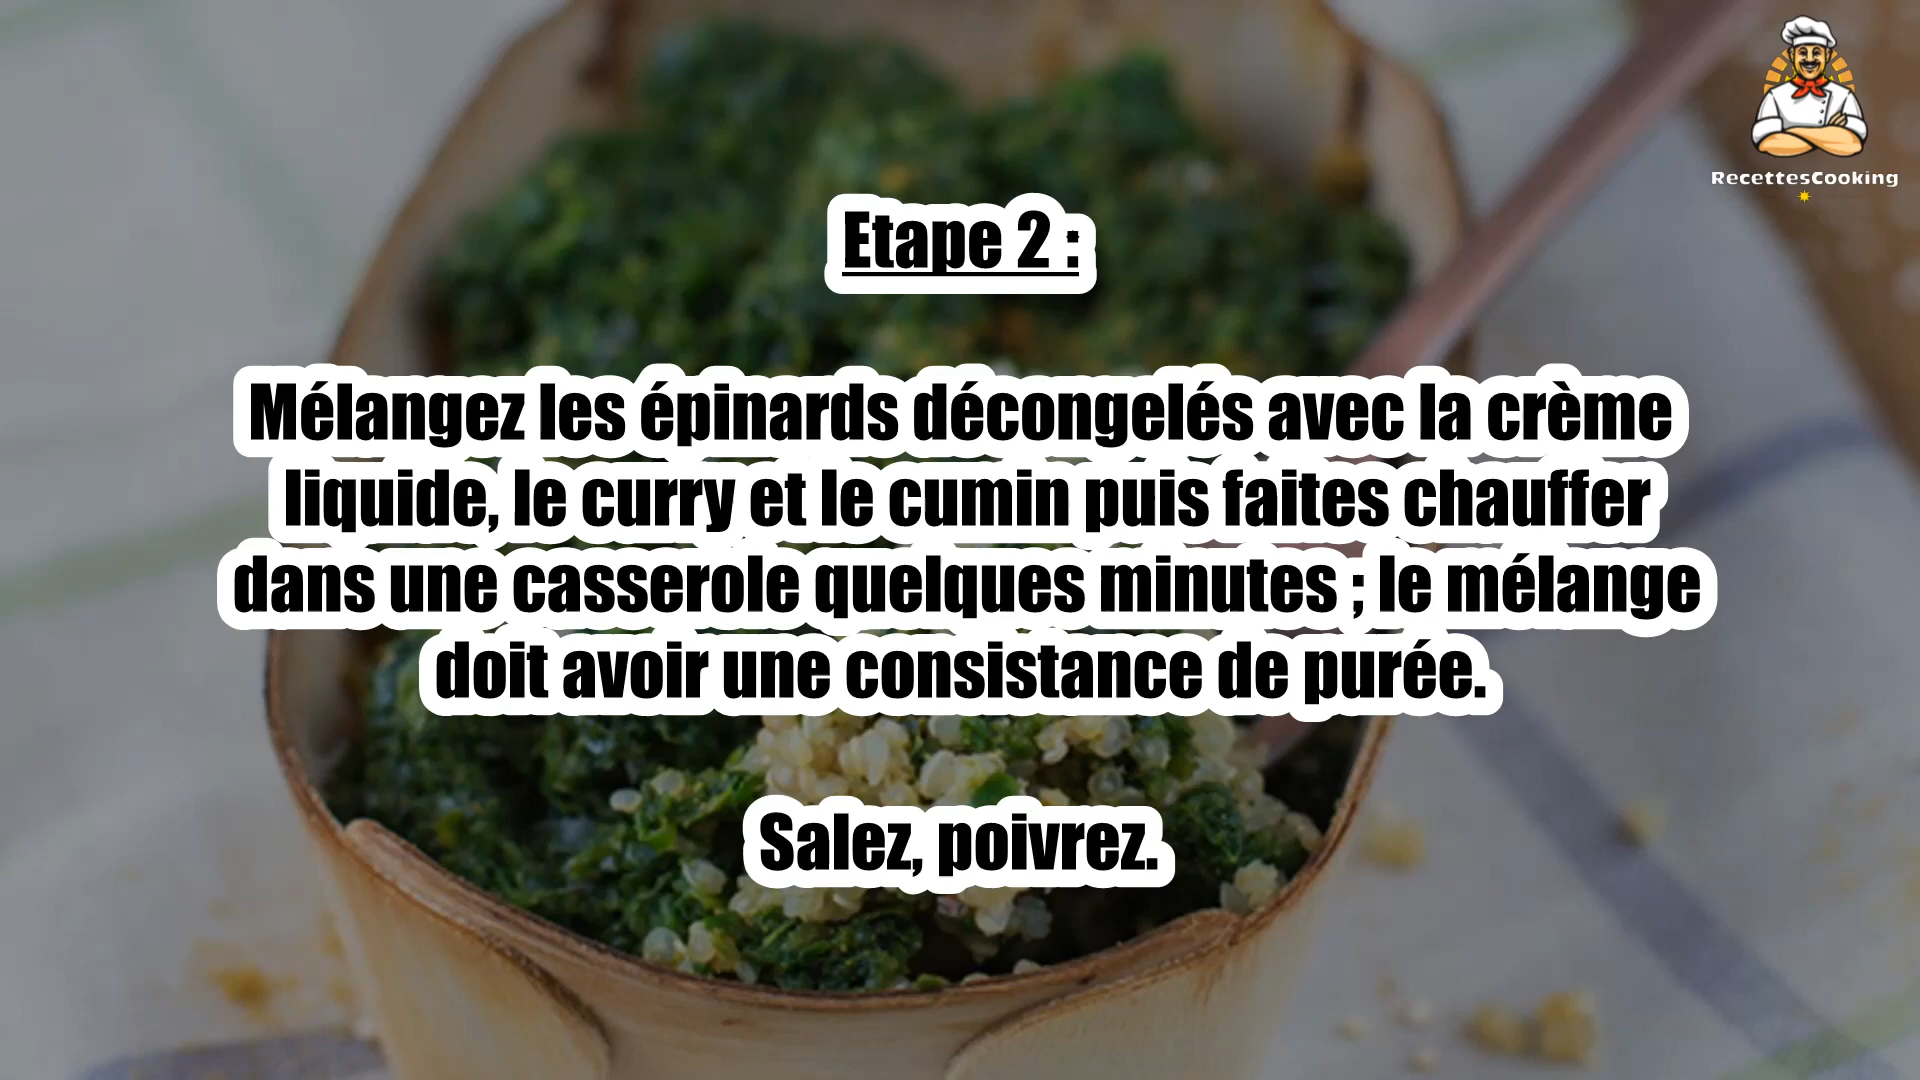 RecettesCooking
Etape 2 :
Mélangez les épinards décongelés avec la crème
liquide, le curry et le cumin puis faites chauffer
dans une casserole quelques minutes ; le mélange
doit avoir une consistance de purée.
Salez, poivrez.